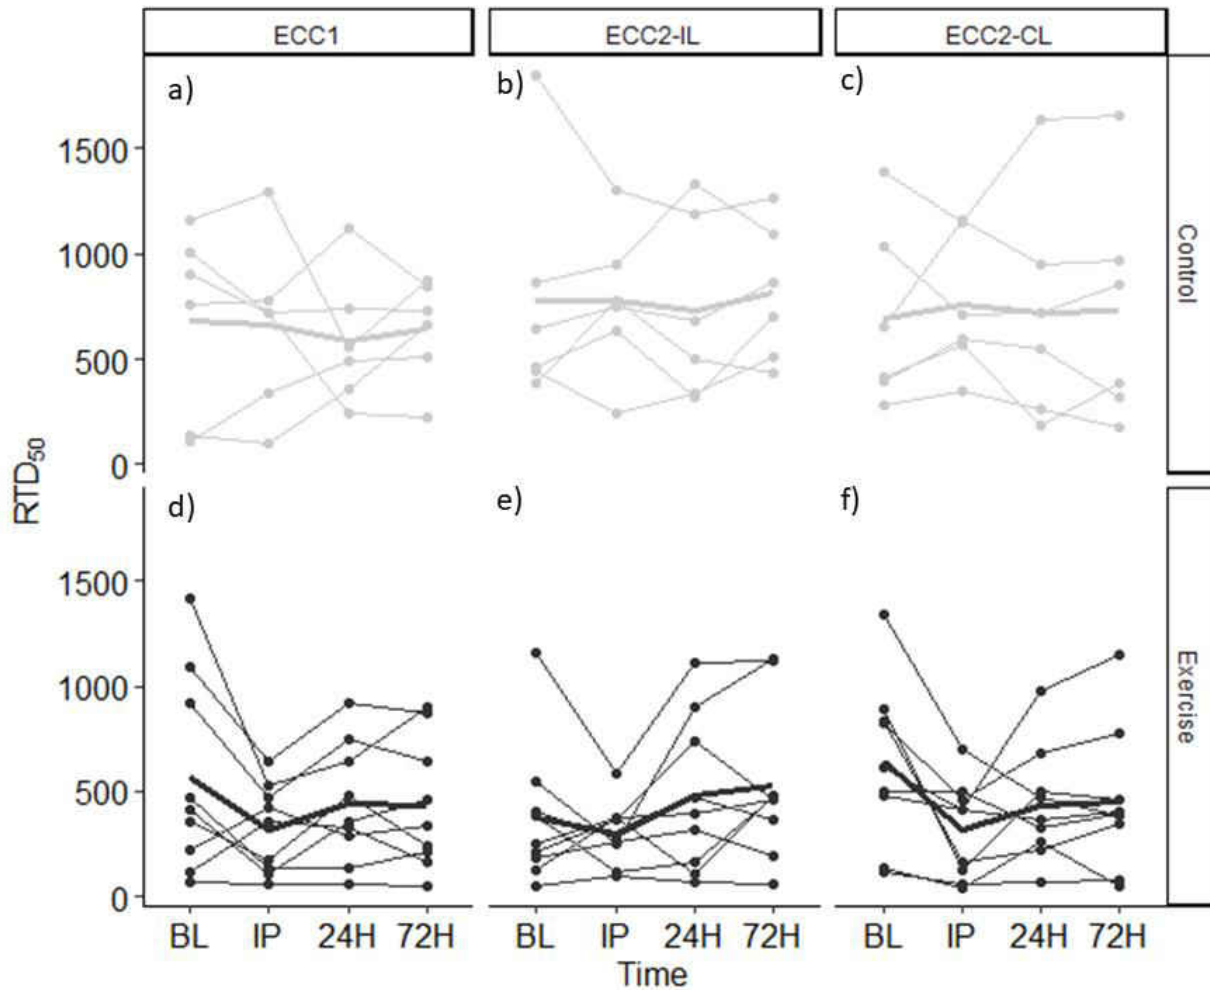 ECC1 ECC2-IL ECC2-CL
a) b) c)
1500
1000
500
0
Control
RTD50
d) e) f)
1500
1000
500
0
Exercise
BL IP 24H 72H BL IP 24H 72H BL IP 24H 72H
Time